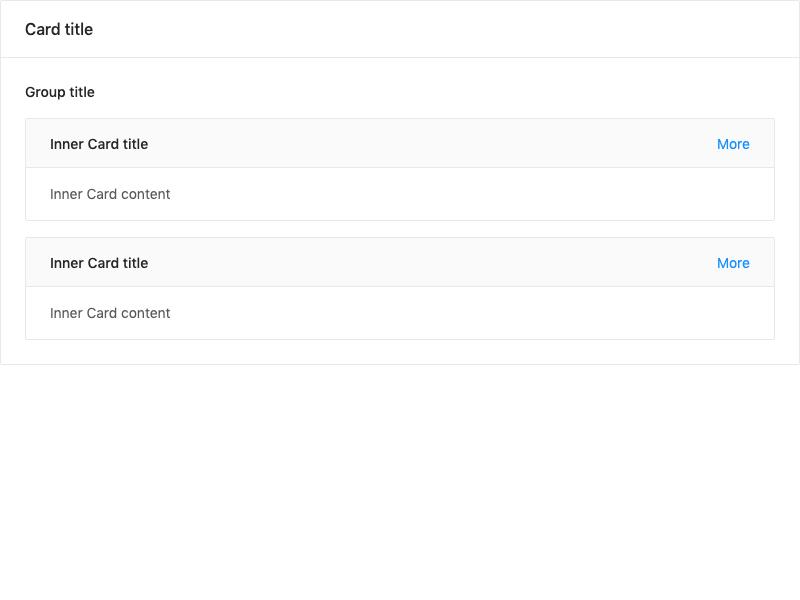 Card title
Group title
Inner Card title More
Inner Card content
Inner Card title More
Inner Card content